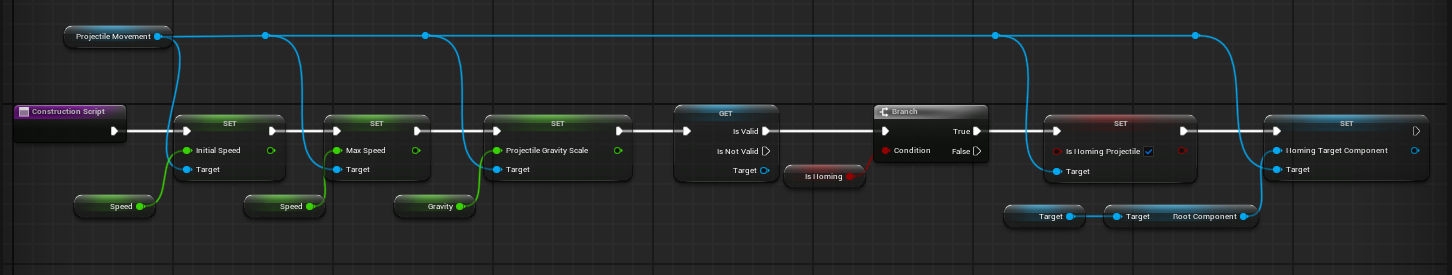 Projectile Movement
Construction Script
SET
Initial Speed
Target
Speed
SET
Max Speed
Target
Speed
SET
Projectile Gravity Scale
Target
Gravity
GET
Is Valid
Is Not Valid
Target
Is Homing
Branch
True
Condition
False
SET
Is Homing Projectile
Target
Target
Target Root Component
SET
Homing Target Component
Target